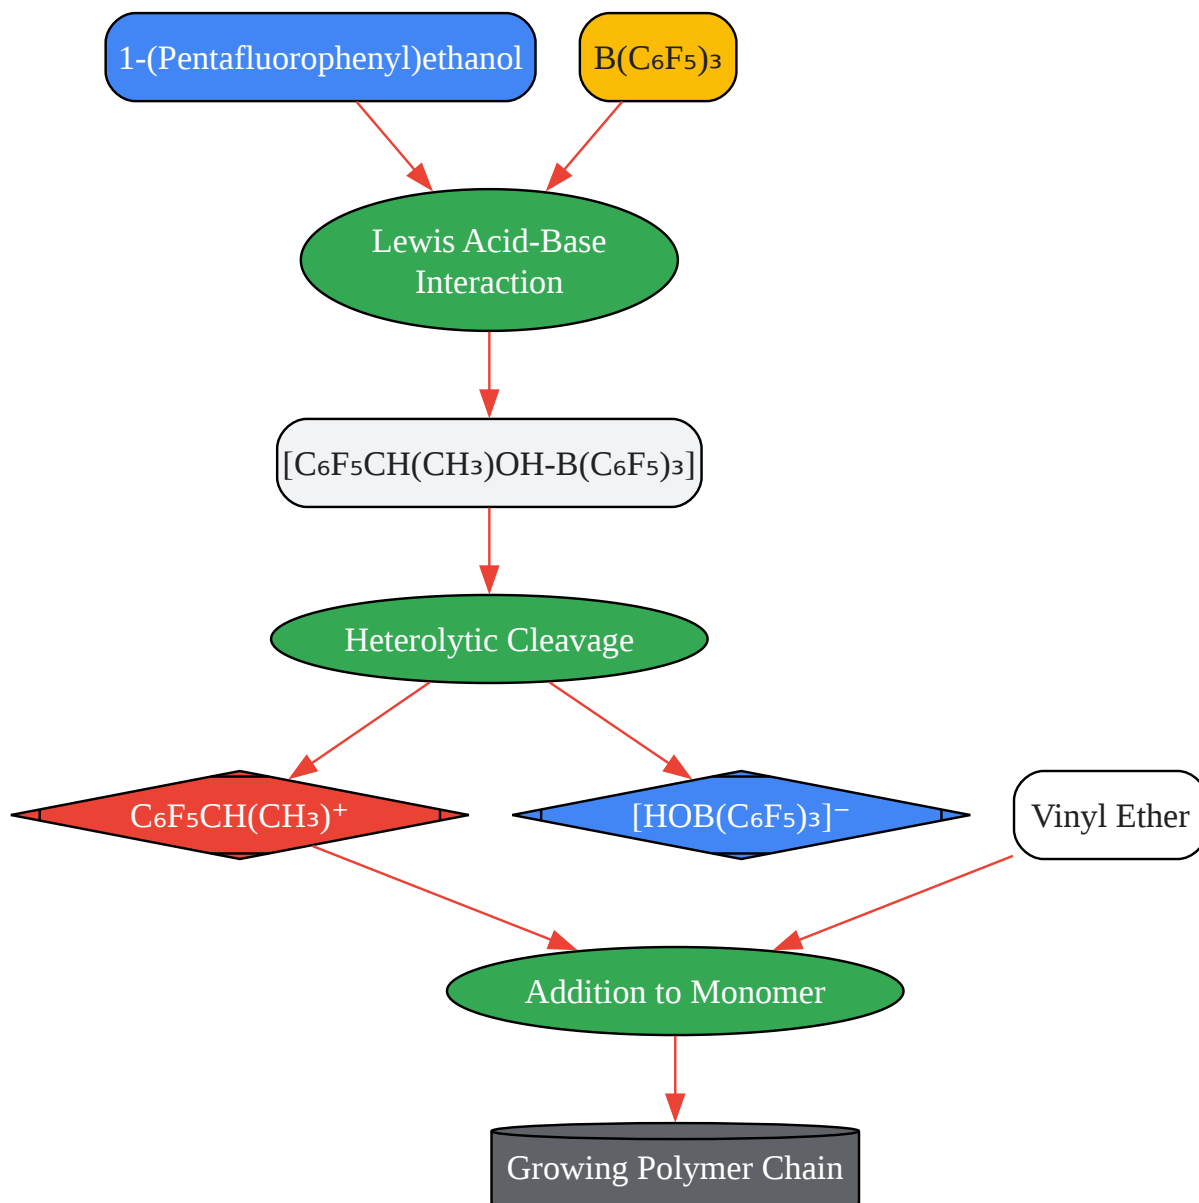 1-(Pentafluorophenyl)ethanol
B(C₆F₅)₃
Lewis Acid-Base
Interaction
[C₆F₅CH(CH₃)OH-B(C₆F₅)₃]
Heterolytic Cleavage
C₆F₅CH(CH₃)⁺
[HOB(C₆F₅)₃]⁻
Vinyl Ether
Addition to Monomer
Growing Polymer Chain